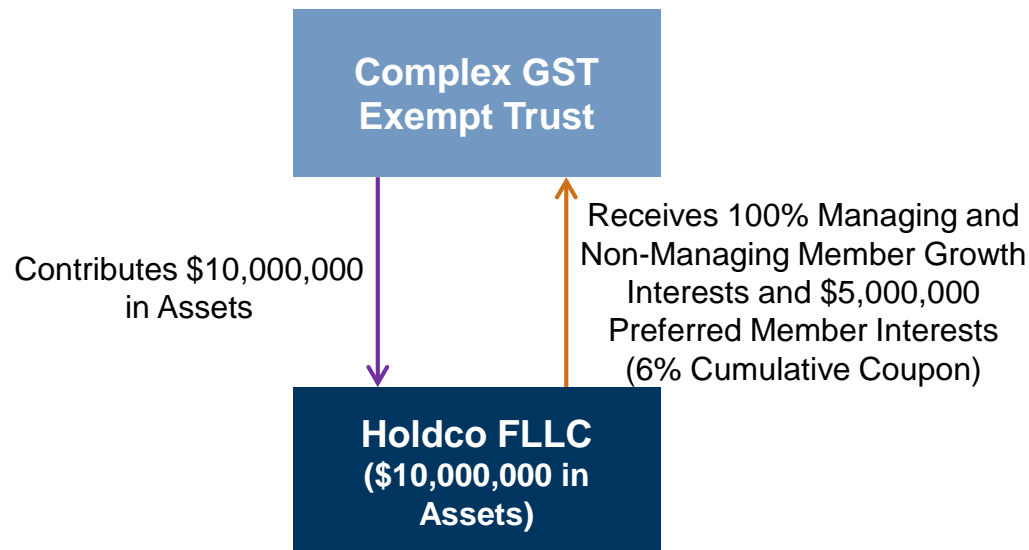 Complex GST
Exempt Trust
Contributes $10,000,000
in Assets
Receives 100% Managing and
Non-Managing Member Growth
Interests and $5,000,000
Preferred Member Interests
(6% Cumulative Coupon)
Holdco FLLC
($10,000,000 in
Assets)